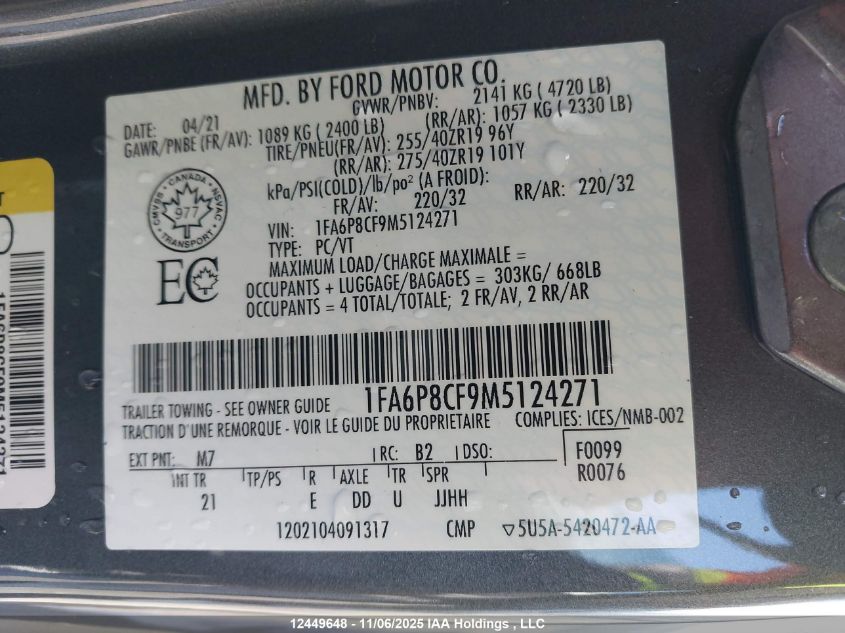 MFD. BY FORD MOTOR CO.
DATE: 04/21 GVWR/PNBV: 2141 KG ( 4720 LB)
GAWR/PNBE (FR/AV): 1089 KG ( 2400 LB) (RR/AR): 1057 KG ( 2330 LB)
TIRE/PNEU(FR/AV): 255/40ZR19 96Y
(RR/AR): 275/40ZR19 101Y
kPa/PSI(COLD)/lb/po² (A FROID):
FR/AV: 220/32 RR/AR: 220/32
VIN: 1FA6P8CF9M5124271
TYPE: PC/VT
MAXIMUM LOAD/CHARGE MAXIMALE =
OCCUPANTS + LUGGAGE/BAGAGES = 303KG/ 668LB
OCCUPANTS = 4 TOTAL/TOTALE; 2 FR/AV, 2 RR/AR
CANADA
CMVSS NSVAC
977
TRANSPORT
EC
1FA6P8CF9M5124271
TRAILER TOWING - SEE OWNER GUIDE
TRACTION D'UNE REMORQUE - VOIR LE GUIDE DU PROPRIETAIRE COMPLIES: ICES/NMB-002
EXT PNT: M7 RC: B2 DSO: F0099
R0076
INT TR TP/PS R AXLE TR SPR
21 E DD U JJHH
1202104091317 CMP ▽5U5A-5420472-AA
1FA6P8CF9M5124271
12449648 - 11/06/2025 IAA Holdings , LLC